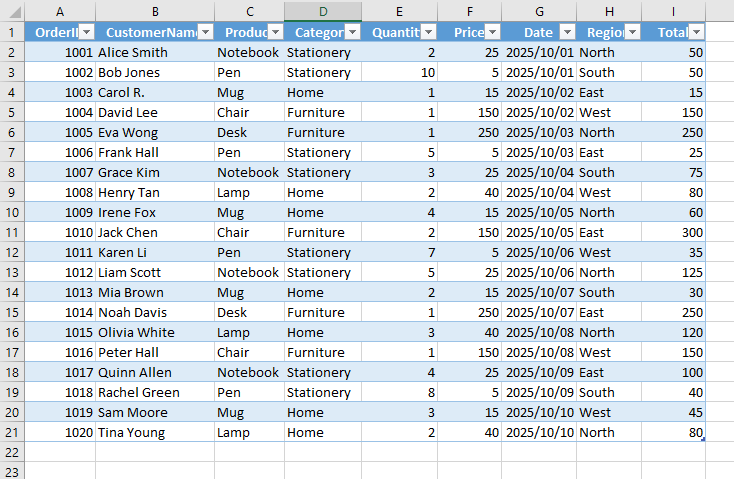 A B C D E F G H I
1 OrderI CustomerName Produc Categor Quantit Price Date Regio Total
2 1001 Alice Smith Notebook Stationery 2 25 2025/10/01 North 50
3 1002 Bob Jones Pen Stationery 10 5 2025/10/01 South 50
4 1003 Carol R. Mug Home 1 15 2025/10/02 East 15
5 1004 David Lee Chair Furniture 1 150 2025/10/02 West 150
6 1005 Eva Wong Desk Furniture 1 250 2025/10/03 North 250
7 1006 Frank Hall Pen Stationery 5 5 2025/10/03 East 25
8 1007 Grace Kim Notebook Stationery 3 25 2025/10/04 South 75
9 1008 Henry Tan Lamp Home 2 40 2025/10/04 West 80
10 1009 Irene Fox Mug Home 4 15 2025/10/05 North 60
11 1010 Jack Chen Chair Furniture 2 150 2025/10/05 East 300
12 1011 Karen Li Pen Stationery 7 5 2025/10/06 West 35
13 1012 Liam Scott Notebook Stationery 5 25 2025/10/06 North 125
14 1013 Mia Brown Mug Home 2 15 2025/10/07 South 30
15 1014 Noah Davis Desk Furniture 1 250 2025/10/07 East 250
16 1015 Olivia White Lamp Home 3 40 2025/10/08 North 120
17 1016 Peter Hall Chair Furniture 1 150 2025/10/08 West 150
18 1017 Quinn Allen Notebook Stationery 4 25 2025/10/09 East 100
19 1018 Rachel Green Pen Stationery 8 5 2025/10/09 South 40
20 1019 Sam Moore Mug Home 3 15 2025/10/10 West 45
21 1020 Tina Young Lamp Home 2 40 2025/10/10 North 80
22
23